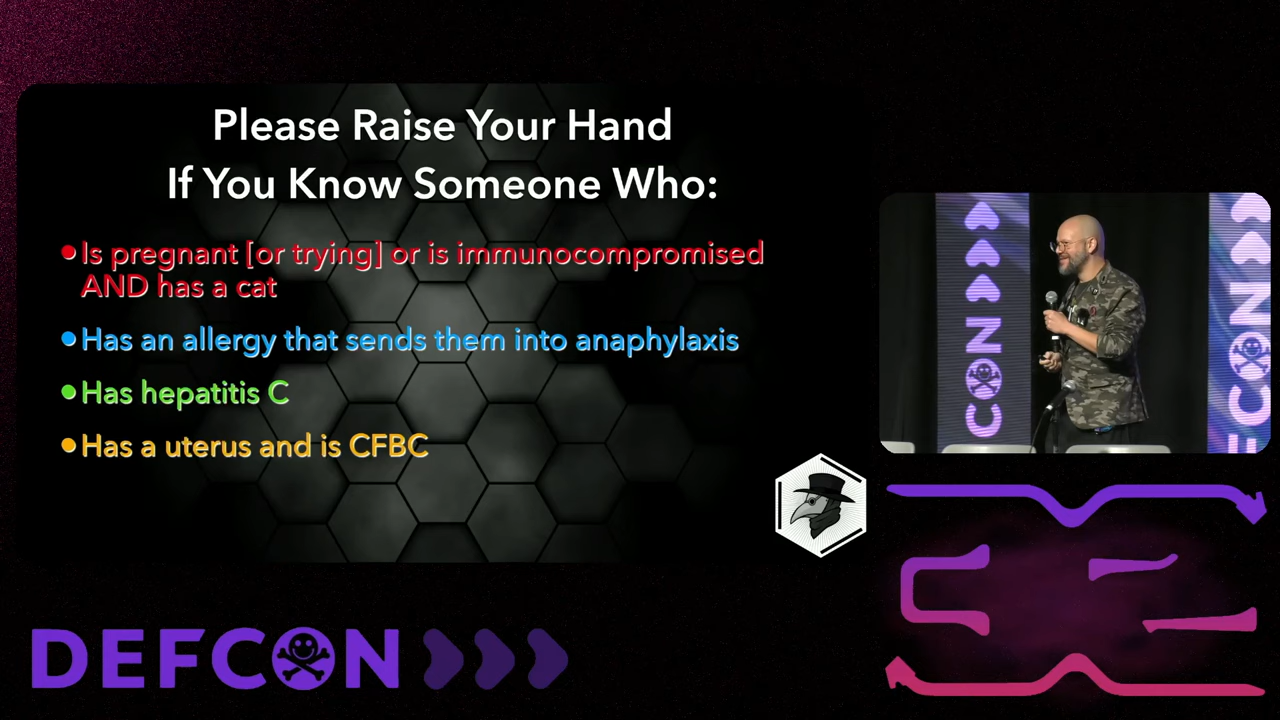 Please Raise Your Hand
If You Know Someone Who:
•Is pregnant [or trying] or is immunocompromised
AND has a cat
•Has an allergy that sends them into anaphylaxis
•Has hepatitis C
•Has a uterus and is CFBC
CON
DEFCON